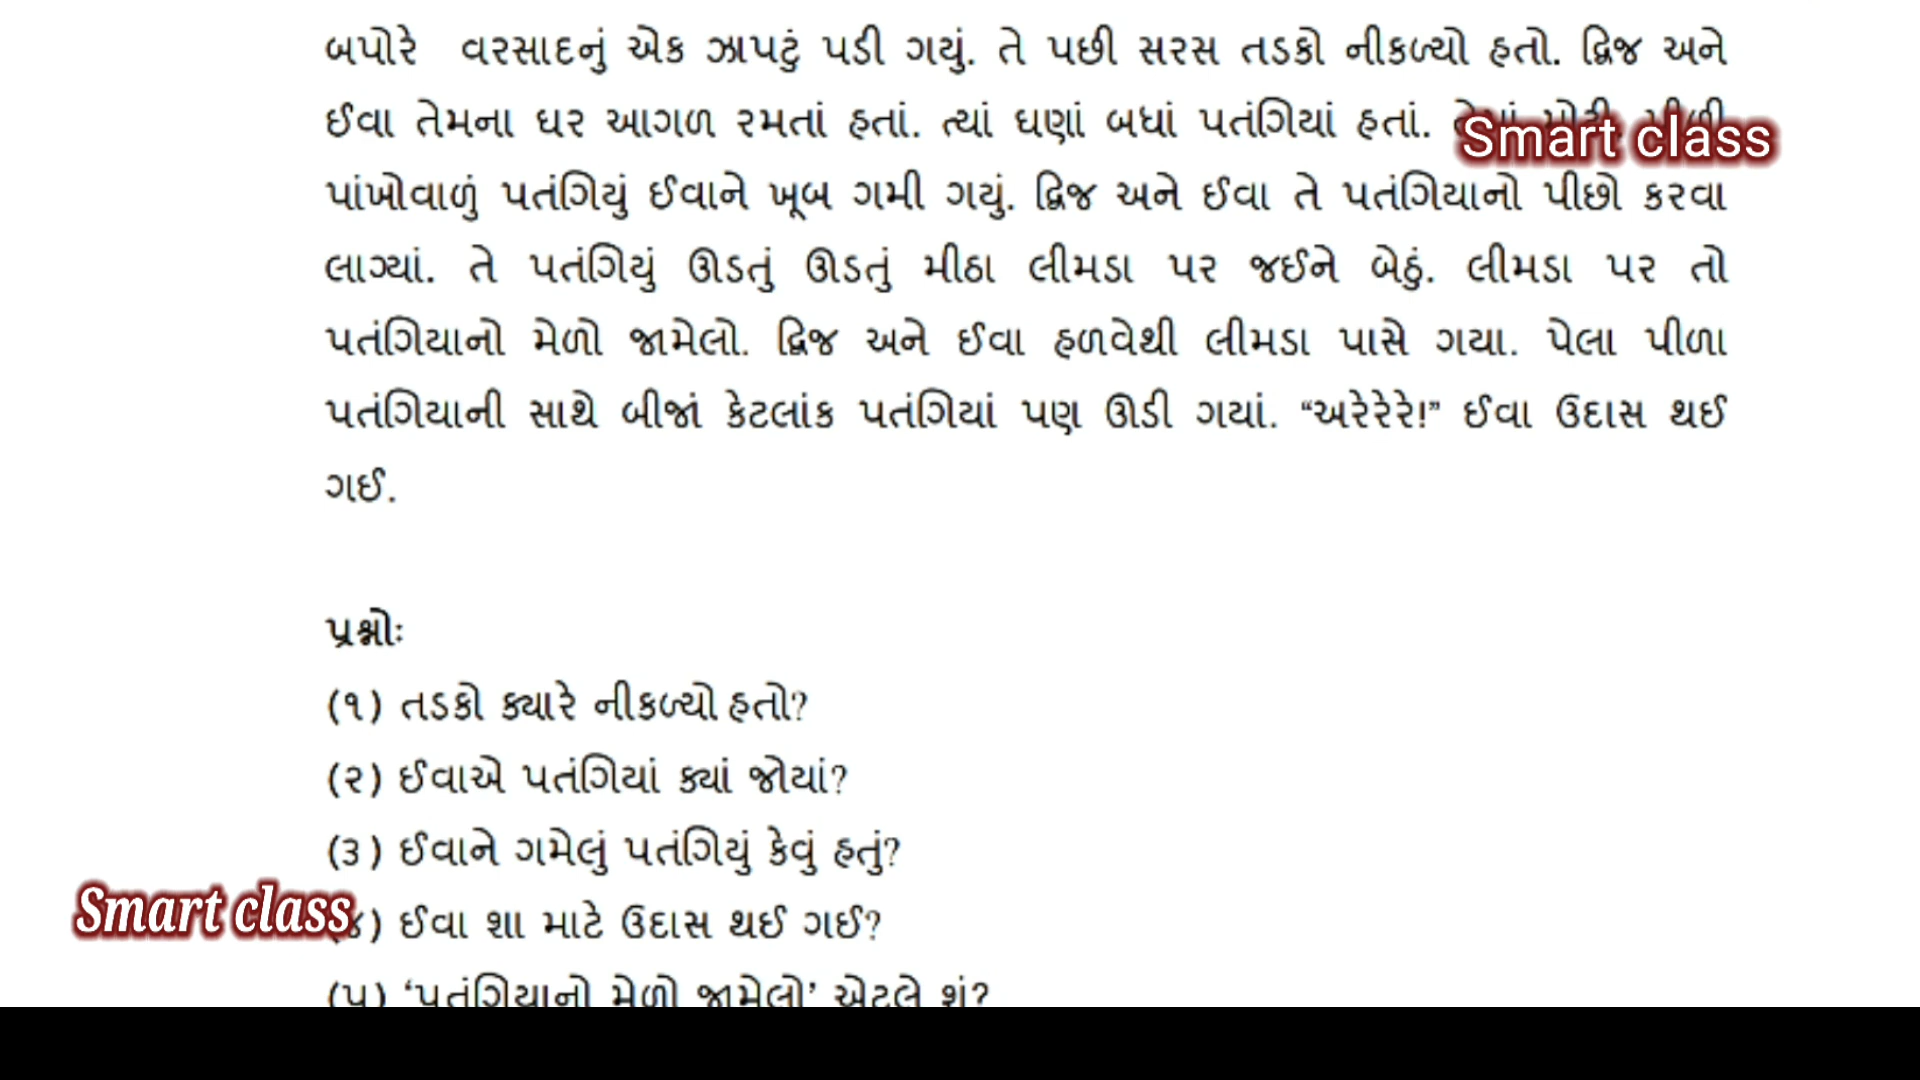 બપોરે વરસાદનું એક ઝાપટું પડી ગયું. તે પછી સરસ તડકો નીકળ્યો હતો. દ્વિજ અને
ઈવા તેમના ઘર આગળ રમતાં હતાં. ત્યાં ઘણાં બધાં પતંગિયાં હતાં.
Smart class
પાંખોવાળું પતંગિયું ઈવાને ખૂબ ગમી ગયું. દ્વિજ અને ઈવા તે પતંગિયાનો પીછો કરવા
લાગ્યાં. તે પતંગિયું ઊડતું ઊડતું મીઠા લીમડા પર જઈને બેઠું. લીમડા પર તો
પતંગિયાનો મેળો જામેલો. દ્વિજ અને ઈવા હળવેથી લીમડા પાસે ગયા. પેલા પીળા
પતંગિયાની સાથે બીજાં કેટલાંક પતંગિયાં પણ ઊડી ગયાં. “અરેરેરે!” ઈવા ઉદાસ થઈ
ગઈ.
પ્રશ્નોઃ
(૧) તડકો ક્યારે નીકળ્યો હતો?
(૨) ઈવાએ પતંગિયાં ક્યાં જોયાં?
(૩) ઈવાને ગમેલું પતંગિયું કેવું હતું?
Smart class
૪) ઈવા શા માટે ઉદાસ થઈ ગઈ?
(૫) ‘પતંગિયાનો મેળો જામેલો’ એટલે શું?